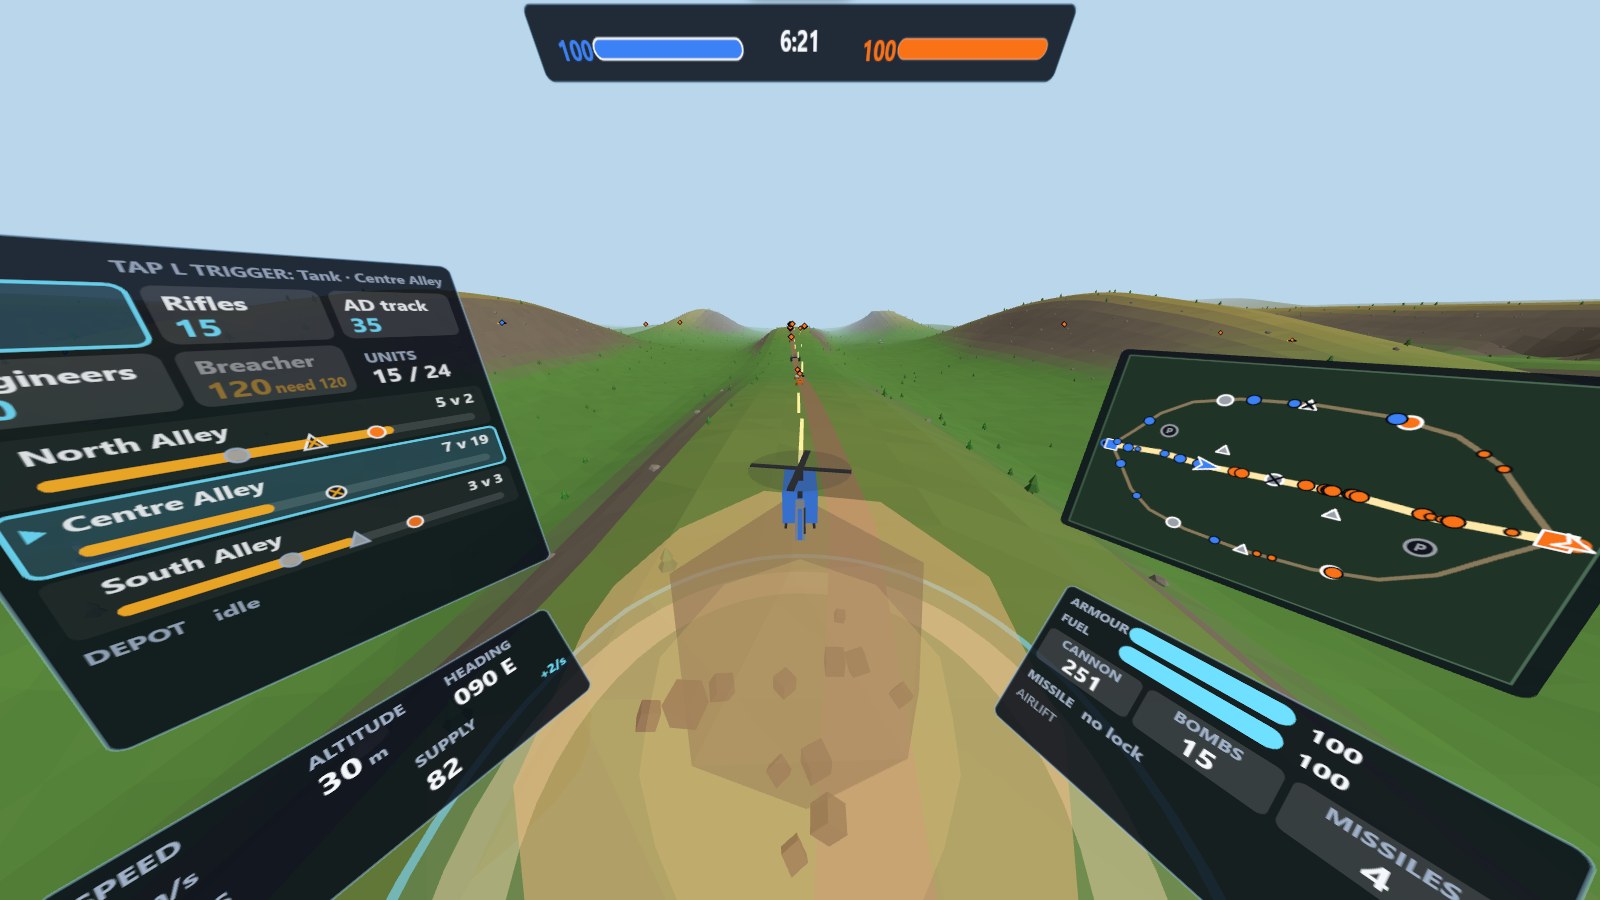 100 6:21 100
TAP L TRIGGER: Tank · Centre Alley
Rifles
15
AD track
35
Breacher
120 need 120
UNITS
15 / 24
North Alley 5 v 2
Centre Alley 7 v 19
South Alley 3 v 3
DEPOT idle
HEADING
090 E
+2/s
ALTITUDE
30 m
SUPPLY
82
SPEED
P
P
ARMOUR 100
FUEL 100
CANNON
251
BOMBS
15
MISSILE no lock
AIRLIFT
MISSILES
4